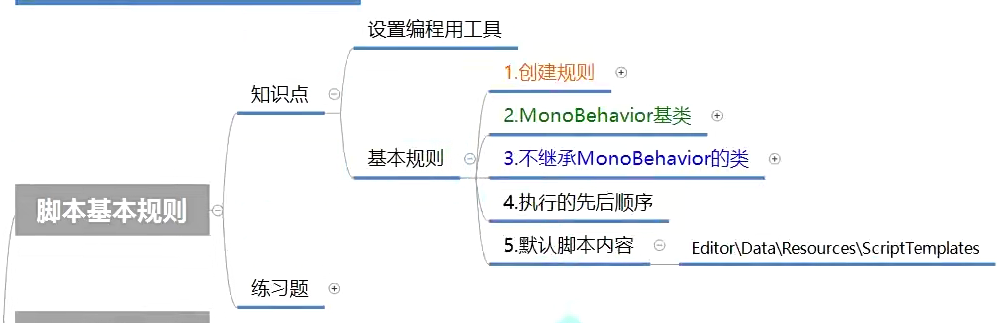 设置编程用工具
1.创建规则
知识点
2.MonoBehavior基类
基本规则
3.不继承MonoBehavior的类
脚本基本规则
4.执行的先后顺序
5.默认脚本内容
Editor\Data\Resources\ScriptTemplates
练习题